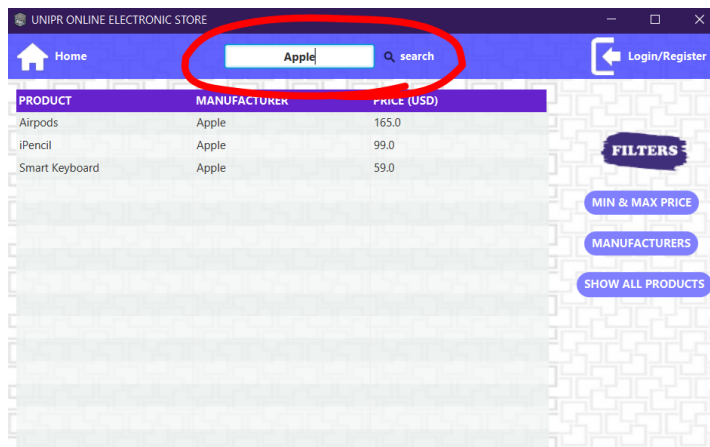 UNIPR ONLINE ELECTRONIC STORE
Home
Apple
search
Login/Register
PRODUCT MANUFACTURER PRICE (USD)
Airpods Apple 165.0
iPencil Apple 99.0
Smart Keyboard Apple 59.0
FILTERS
MIN & MAX PRICE
MANUFACTURERS
SHOW ALL PRODUCTS